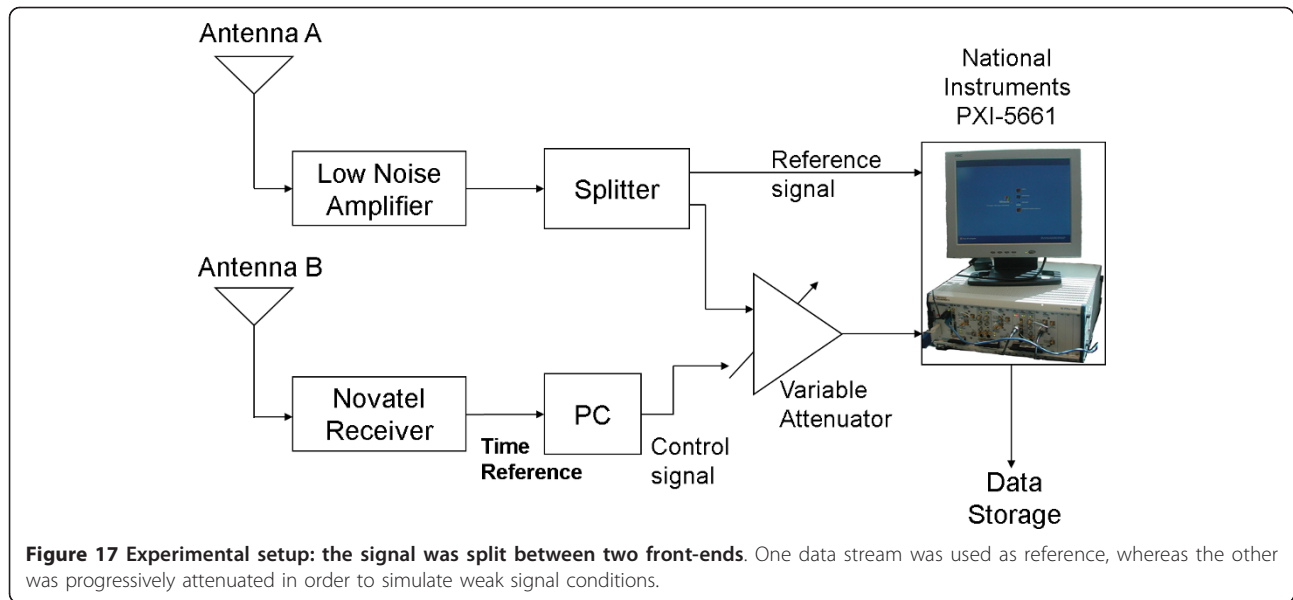 Antenna A
National
Instruments
PXI-5661
Low Noise
Amplifier
Splitter
Reference
signal
Antenna B
Novatel
Receiver
Time
Reference
PC
Control
signal
Variable
Attenuator
Data
Storage
Figure 17 Experimental setup: the signal was split between two front-ends. One data stream was used as reference, whereas the other
was progressively attenuated in order to simulate weak signal conditions.